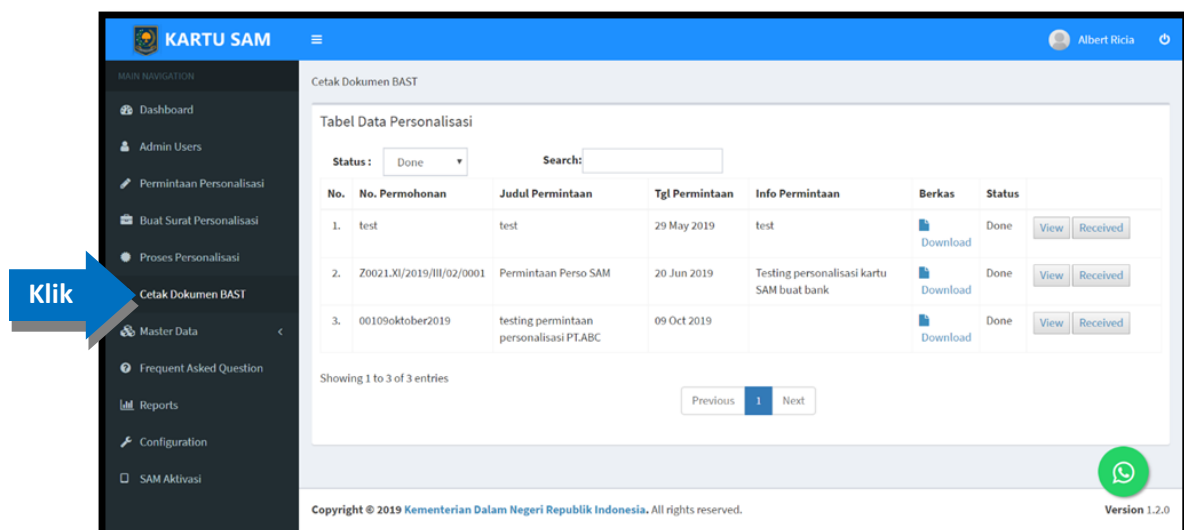 KARTU SAM
Albert Ricia
MAIN NAVIGATION
Dashboard
Admin Users
Permintaan Personalisasi
Buat Surat Personalisasi
Proses Personalisasi
Klik
Cetak Dokumen BAST
Master Data
Frequent Asked Question
Reports
Configuration
SAM Aktivasi
Cetak Dokumen BAST
Tabel Data Personalisasi
Status : Done Search:
No. No. Permohonan Judul Permintaan Tgl Permintaan Info Permintaan Berkas Status
1. test test 29 May 2019 test Download Done View Received
2. Z0021.XI/2019/III/02/0001 Permintaan Perso SAM 20 Jun 2019 Testing personalisasi kartu Download Done View Received
SAM buat bank
3. 00109oktober2019 testing permintaan 09 Oct 2019 Download Done View Received
personalisasi PT.ABC
Showing 1 to 3 of 3 entries
Previous 1 Next
Copyright © 2019 Kementerian Dalam Negeri Republik Indonesia. All rights reserved. Version 1.2.0